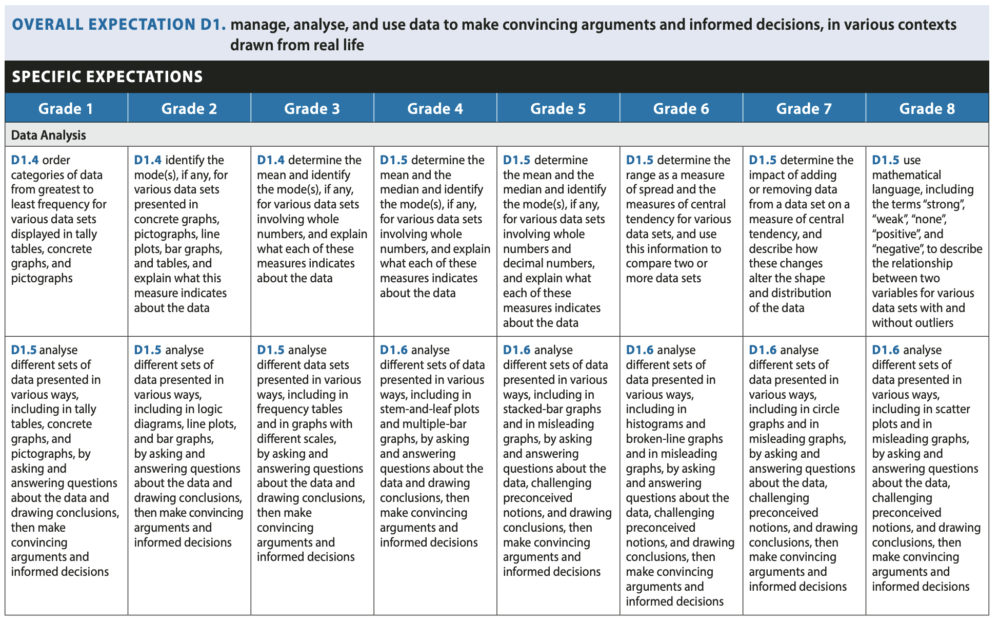 OVERALL EXPECTATION D1. manage, analyse, and use data to make convincing arguments and informed decisions, in various contexts
drawn from real life
SPECIFIC EXPECTATIONS
Grade 1 Grade 2 Grade 3 Grade 4 Grade 5 Grade 6 Grade 7 Grade 8
Data Analysis
D1.4 order
categories of data
from greatest to
least frequency for
various data sets
displayed in tally
tables, concrete
graphs, and
pictographs
D1.4 identify the
mode(s), if any, for
various data sets
presented in
concrete graphs,
pictographs, line
plots, bar graphs,
and tables, and
explain what this
measure indicates
about the data
D1.4 determine the
mean and identify
the mode(s), if any,
for various data sets
involving whole
numbers, and explain
what each of these
measures indicates
about the data
D1.5 determine the
mean and the
median and identify
the mode(s), if any,
for various data sets
involving whole
numbers, and explain
what each of these
measures indicates
about the data
D1.5 determine
the mean and the
median and identify
the mode(s), if any,
for various data sets
involving whole
numbers and
decimal numbers,
and explain what
each of these
measures indicates
about the data
D1.5 determine the
range as a measure
of spread and the
measures of central
tendency for various
data sets, and use
this information to
compare two or
more data sets
D1.5 determine the
impact of adding
or removing data
from a data set on a
measure of central
tendency, and
describe how
these changes
alter the shape
and distribution
of the data
D1.5 use
mathematical
language, including
the terms “strong”,
“weak”, “none”,
“positive”, and
“negative”, to describe
the relationship
between two
variables for various
data sets with and
without outliers
D1.5 analyse
different sets of
data presented in
various ways,
including in tally
tables, concrete
graphs, and
pictographs, by
asking and
answering questions
about the data and
drawing conclusions,
then make
convincing
arguments and
informed decisions
D1.5 analyse
different sets of
data presented in
various ways,
including in logic
diagrams, line plots,
and bar graphs,
by asking and
answering questions
about the data and
drawing conclusions,
then make convincing
arguments and
informed decisions
D1.5 analyse
different data sets
presented in various
ways, including in
frequency tables
and in graphs with
different scales,
by asking and
answering questions
about the data and
drawing conclusions,
then make
convincing
arguments and
informed decisions
D1.6 analyse
different sets of data
presented in various
ways, including in
stem-and-leaf plots
and multiple-bar
graphs, by asking
and answering
questions about the
data and drawing
conclusions, then
make convincing
arguments and
informed decisions
D1.6 analyse
different sets of data
presented in various
ways, including in
stacked-bar graphs
and in misleading
graphs, by asking
and answering
questions about the
data, challenging
preconceived
notions, and drawing
conclusions, then
make convincing
arguments and
informed decisions
D1.6 analyse
different sets of
data presented in
various ways,
including in
histograms and
broken-line graphs
and in misleading
graphs, by asking
and answering
questions about the
data, challenging
preconceived
notions, and drawing
conclusions, then
make convincing
arguments and
informed decisions
D1.6 analyse
different sets of
data presented in
various ways,
including in circle
graphs and in
misleading graphs,
by asking and
answering questions
about the data,
challenging
preconceived
notions, and drawing
conclusions, then
make convincing
arguments and
informed decisions
D1.6 analyse
different sets of
data presented in
various ways,
including in scatter
plots and in
misleading graphs,
by asking and
answering questions
about the data,
challenging
preconceived
notions, and drawing
conclusions, then
make convincing
arguments and
informed decisions